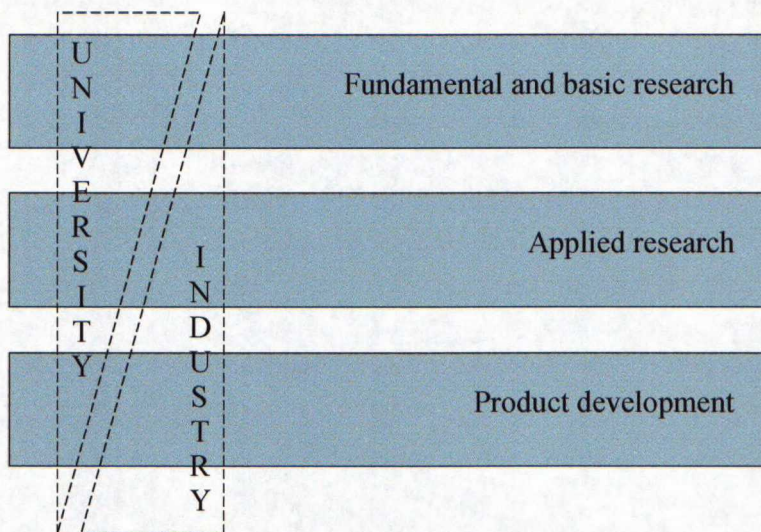 UNIVERSITY
INDUSTRY
Fundamental and basic research
Applied research
Product development